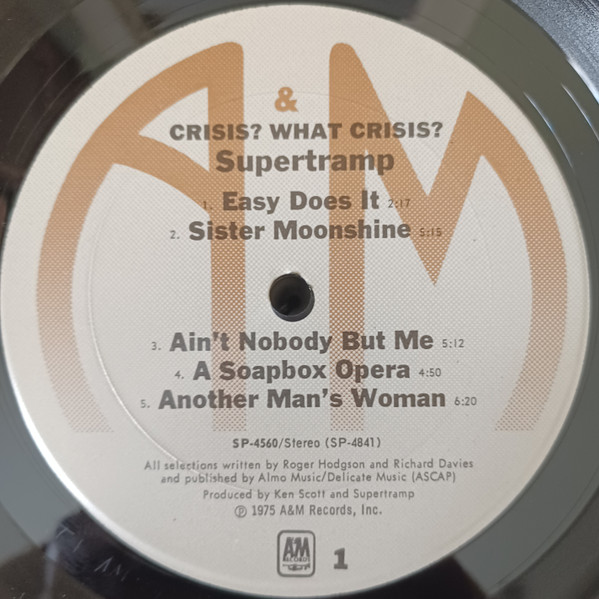 A & M
CRISIS? WHAT CRISIS?
Supertramp
1. Easy Does It 2:17
2. Sister Moonshine 5:15
3. Ain't Nobody But Me 5:12
4. A Soapbox Opera 4:50
5. Another Man's Woman 6:20
SP-4560/Stereo (SP-4841)
All selections written by Roger Hodgson and Richard Davies
and published by Almo Music/Delicate Music (ASCAP)
Produced by Ken Scott and Supertramp
℗ 1975 A&M Records, Inc.
A&M
RECORDS
1